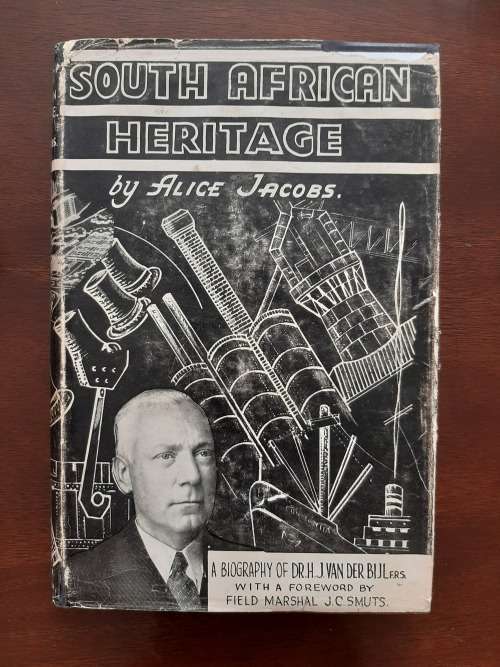 SOUTH AFRICAN
HERITAGE
by ALICE JACOBS.
A BIOGRAPHY OF DR. H. J. VAN DER BIJL F.R.S.
WITH A FOREWORD BY
FIELD MARSHAL J. C. SMUTS.